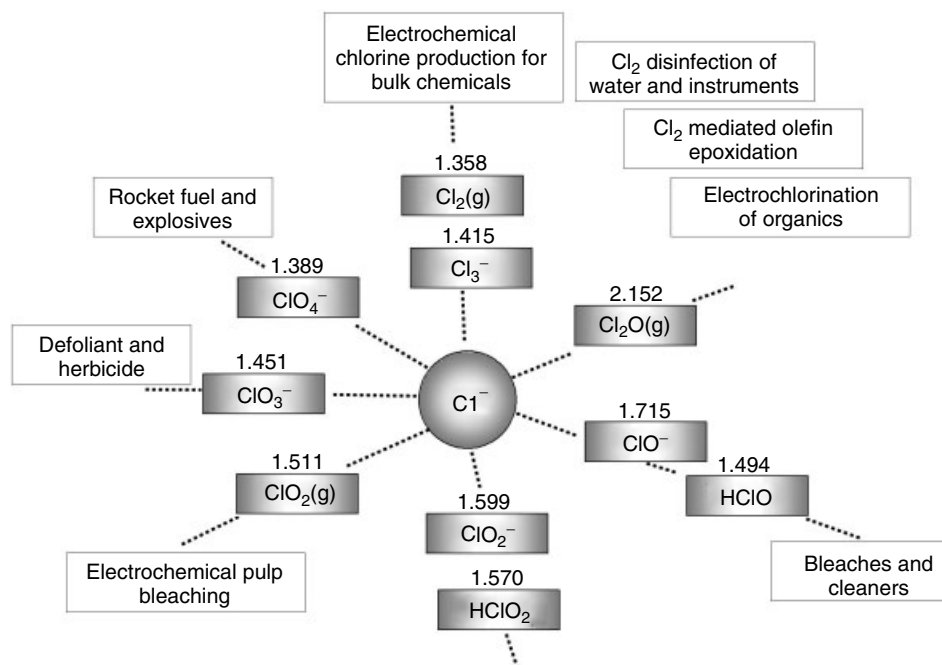 Electrochemical
chlorine production for
bulk chemicals
Cl₂ disinfection of
water and instruments
Cl₂ mediated olefin
epoxidation
Electrochlorination
of organics
Rocket fuel and
explosives
1.358
Cl₂(g)
1.415
Cl₃⁻
1.389
ClO₄⁻
2.152
Cl₂O(g)
Defoliant and
herbicide
1.451
ClO₃⁻
C1⁻
1.715
ClO⁻
1.494
HClO
1.511
ClO₂(g)
1.599
ClO₂⁻
1.570
HClO₂
Electrochemical pulp
bleaching
Bleaches and
cleaners